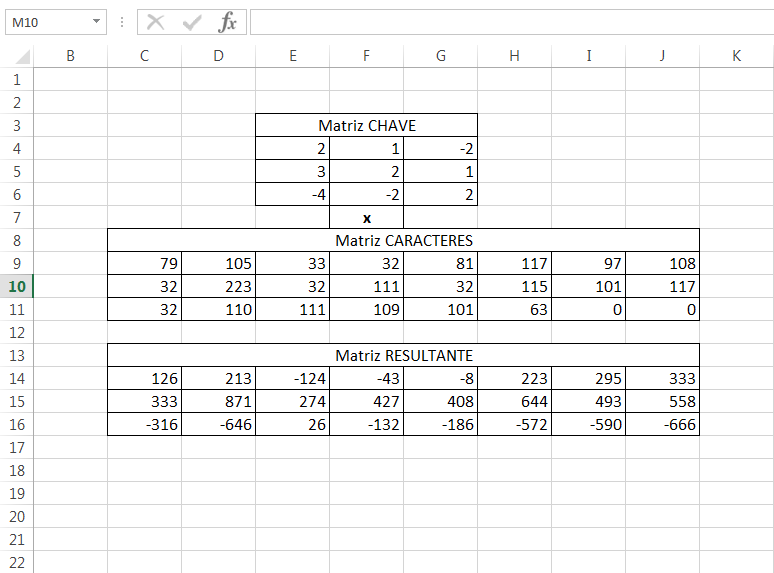 M10 fx
B C D E F G H I J K
1
2
3 Matriz CHAVE
4 2 1 -2
5 3 2 1
6 -4 -2 2
7 x
8 Matriz CARACTERES
9 79 105 33 32 81 117 97 108
10 32 223 32 111 32 115 101 117
11 32 110 111 109 101 63 0 0
12
13 Matriz RESULTANTE
14 126 213 -124 -43 -8 223 295 333
15 333 871 274 427 408 644 493 558
16 -316 -646 26 -132 -186 -572 -590 -666
17
18
19
20
21
22